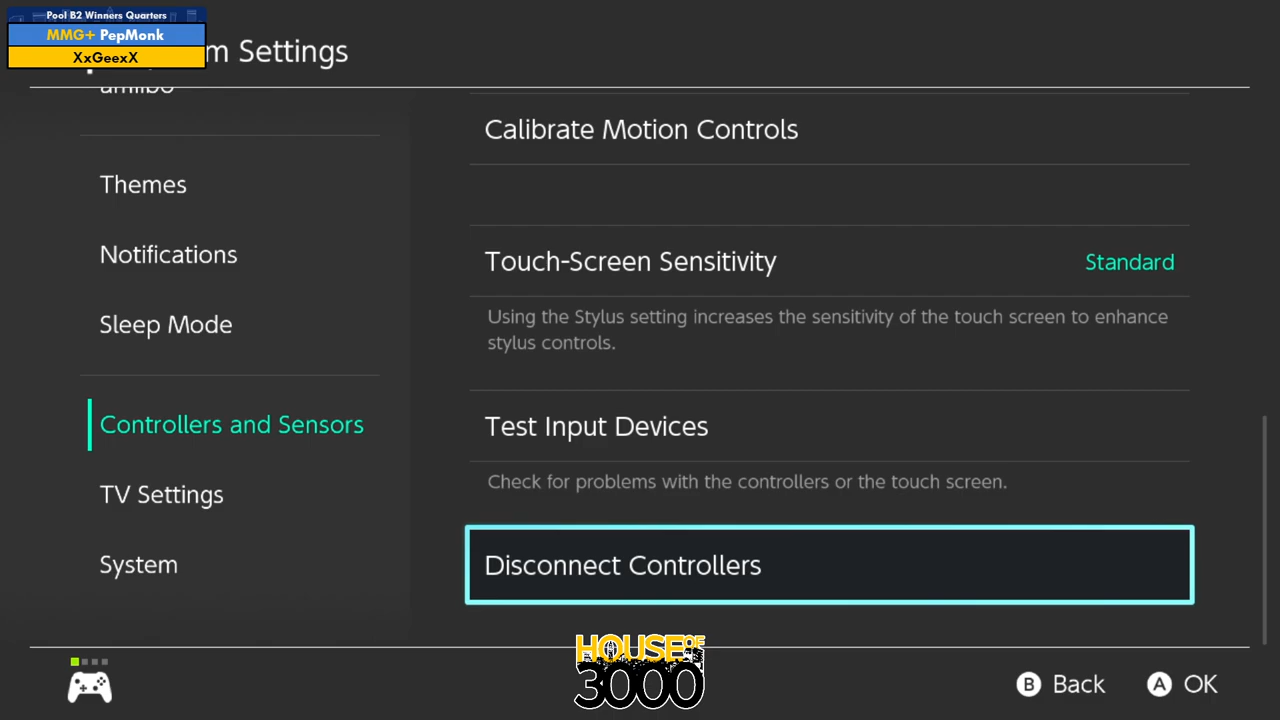 Pool B2 Winners Quarters
MMG+ PepMonk
XxGeexX
m Settings
amiibo
Themes
Notifications
Sleep Mode
Controllers and Sensors
TV Settings
System
Calibrate Motion Controls
Touch-Screen Sensitivity Standard
Using the Stylus setting increases the sensitivity of the touch screen to enhance
stylus controls.
Test Input Devices
Check for problems with the controllers or the touch screen.
Disconnect Controllers
HOUSE OF
3000
B Back A OK